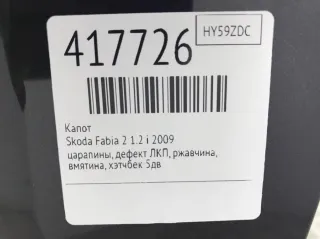 417726
HY59ZDC
Капот
Skoda Fabia 2 1.2 i 2009
царапины, дефект ЛКП, ржавчина,
вмятина, хэтчбек 5дв